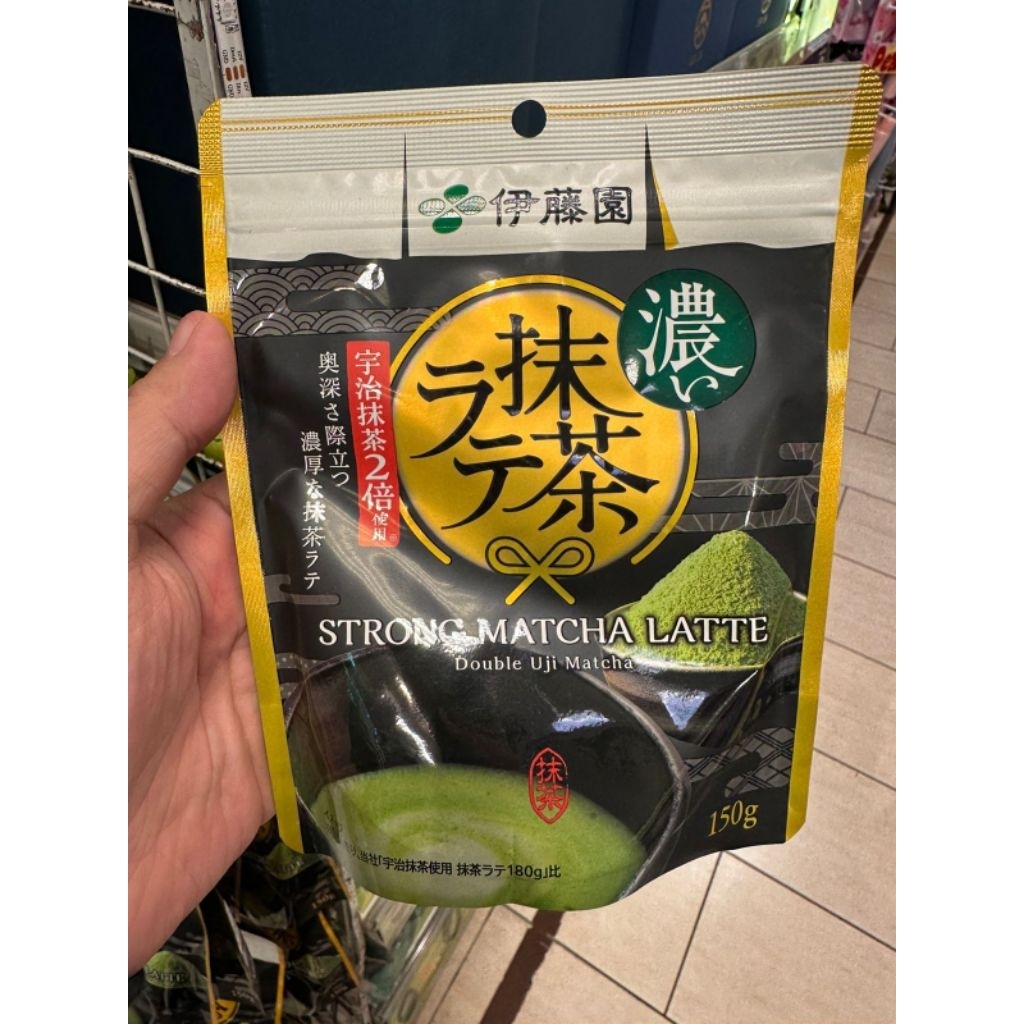 伊藤園
濃い
抹茶
ラテ
宇治抹茶2倍使用※
奥深さ際立つ
濃厚な抹茶ラテ
STRONG MATCHA LATTE
Double Uji Matcha
抹茶
150g
当社「宇治抹茶使用 抹茶ラテ180g」比